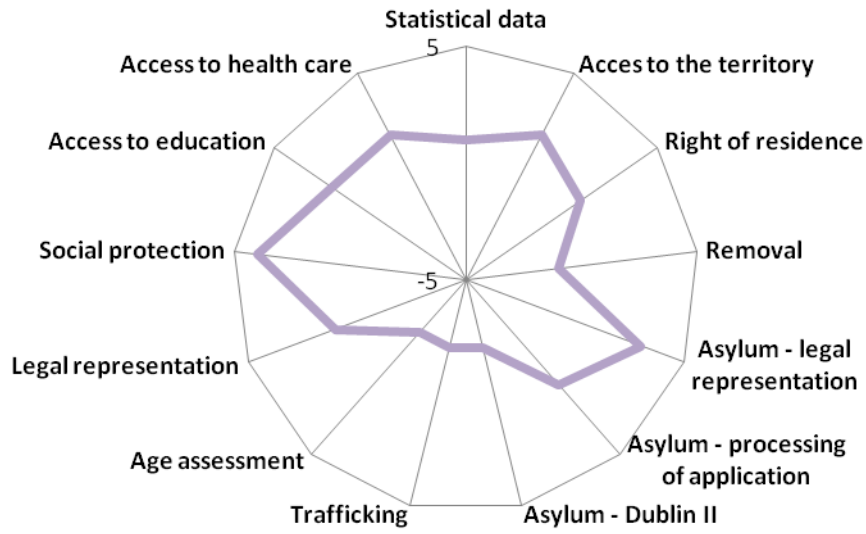 Statistical data
5
Access to health care
Acces to the territory
Access to education
Right of residence
Social protection
Removal
-5
Legal representation
Asylum - legal
representation
Age assessment
Asylum - processing
of application
Trafficking
Asylum - Dublin II